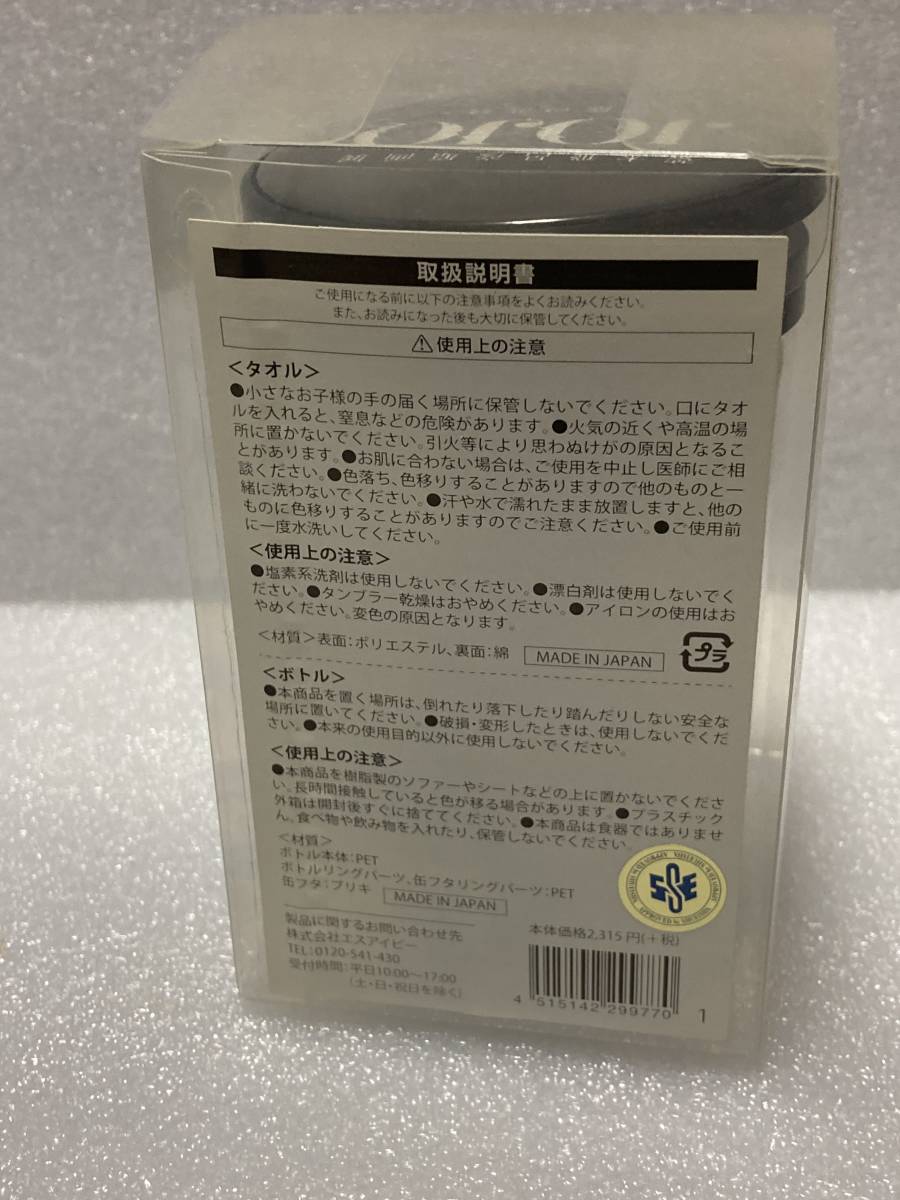 JOJO
取扱説明書
ご使用になる前に以下の注意事項をよくお読みください。
また、お読みになった後も大切に保管してください。
⚠使用上の注意
＜タオル＞
●小さなお子様の手の届く場所に保管しないでください。口にタオ
ルを入れると、窒息などの危険があります。●火気の近くや高温の場
所に置かないでください。引火等により思わぬけがの原因となるこ
とがあります。●お肌に合わない場合は、ご使用を中止し医師にご相
談ください。●色落ち、色移りすることがありますので他のものと一
緒に洗わないでください。●汗や水で濡れたまま放置しますと、他の
ものに色移りすることがありますのでご注意ください。●ご使用前
に一度水洗いしてください。
＜使用上の注意＞
●塩素系洗剤は使用しないでください。●漂白剤は使用しないでく
ださい。●タンブラー乾燥はおやめください。●アイロンの使用はお
やめください。変色の原因となります。
＜材質＞表面：ポリエステル、裏面：綿
MADE IN JAPAN
プラ
＜ボトル＞
●本商品を置く場所は、倒れたり落下したり踏んだりしない安全な
場所に置いてください。●破損・変形したときは、使用しないでくだ
さい。●本来の使用目的以外に使用しないでください。
＜使用上の注意＞
●本商品を樹脂製のソファーやシートなどの上に置かないでくださ
い。長時間接触していると色が移る場合があります。●プラスチック
外箱は開封後すぐに捨ててください。●本商品は食器ではありませ
ん。食べ物や飲み物を入れたり、保管しないでください。
＜材質＞
ボトル本体：PET
ボトルリングパーツ、缶フタリングパーツ：PET
缶フタ：ブリキ
MADE IN JAPAN
製品に関するお問い合わせ先
株式会社エスアイピー
TEL：0120-541-430
受付時間：平日10:00〜17:00
（土・日・祝日を除く）
本体価格2,315円（＋税）
4 515142 299770
1